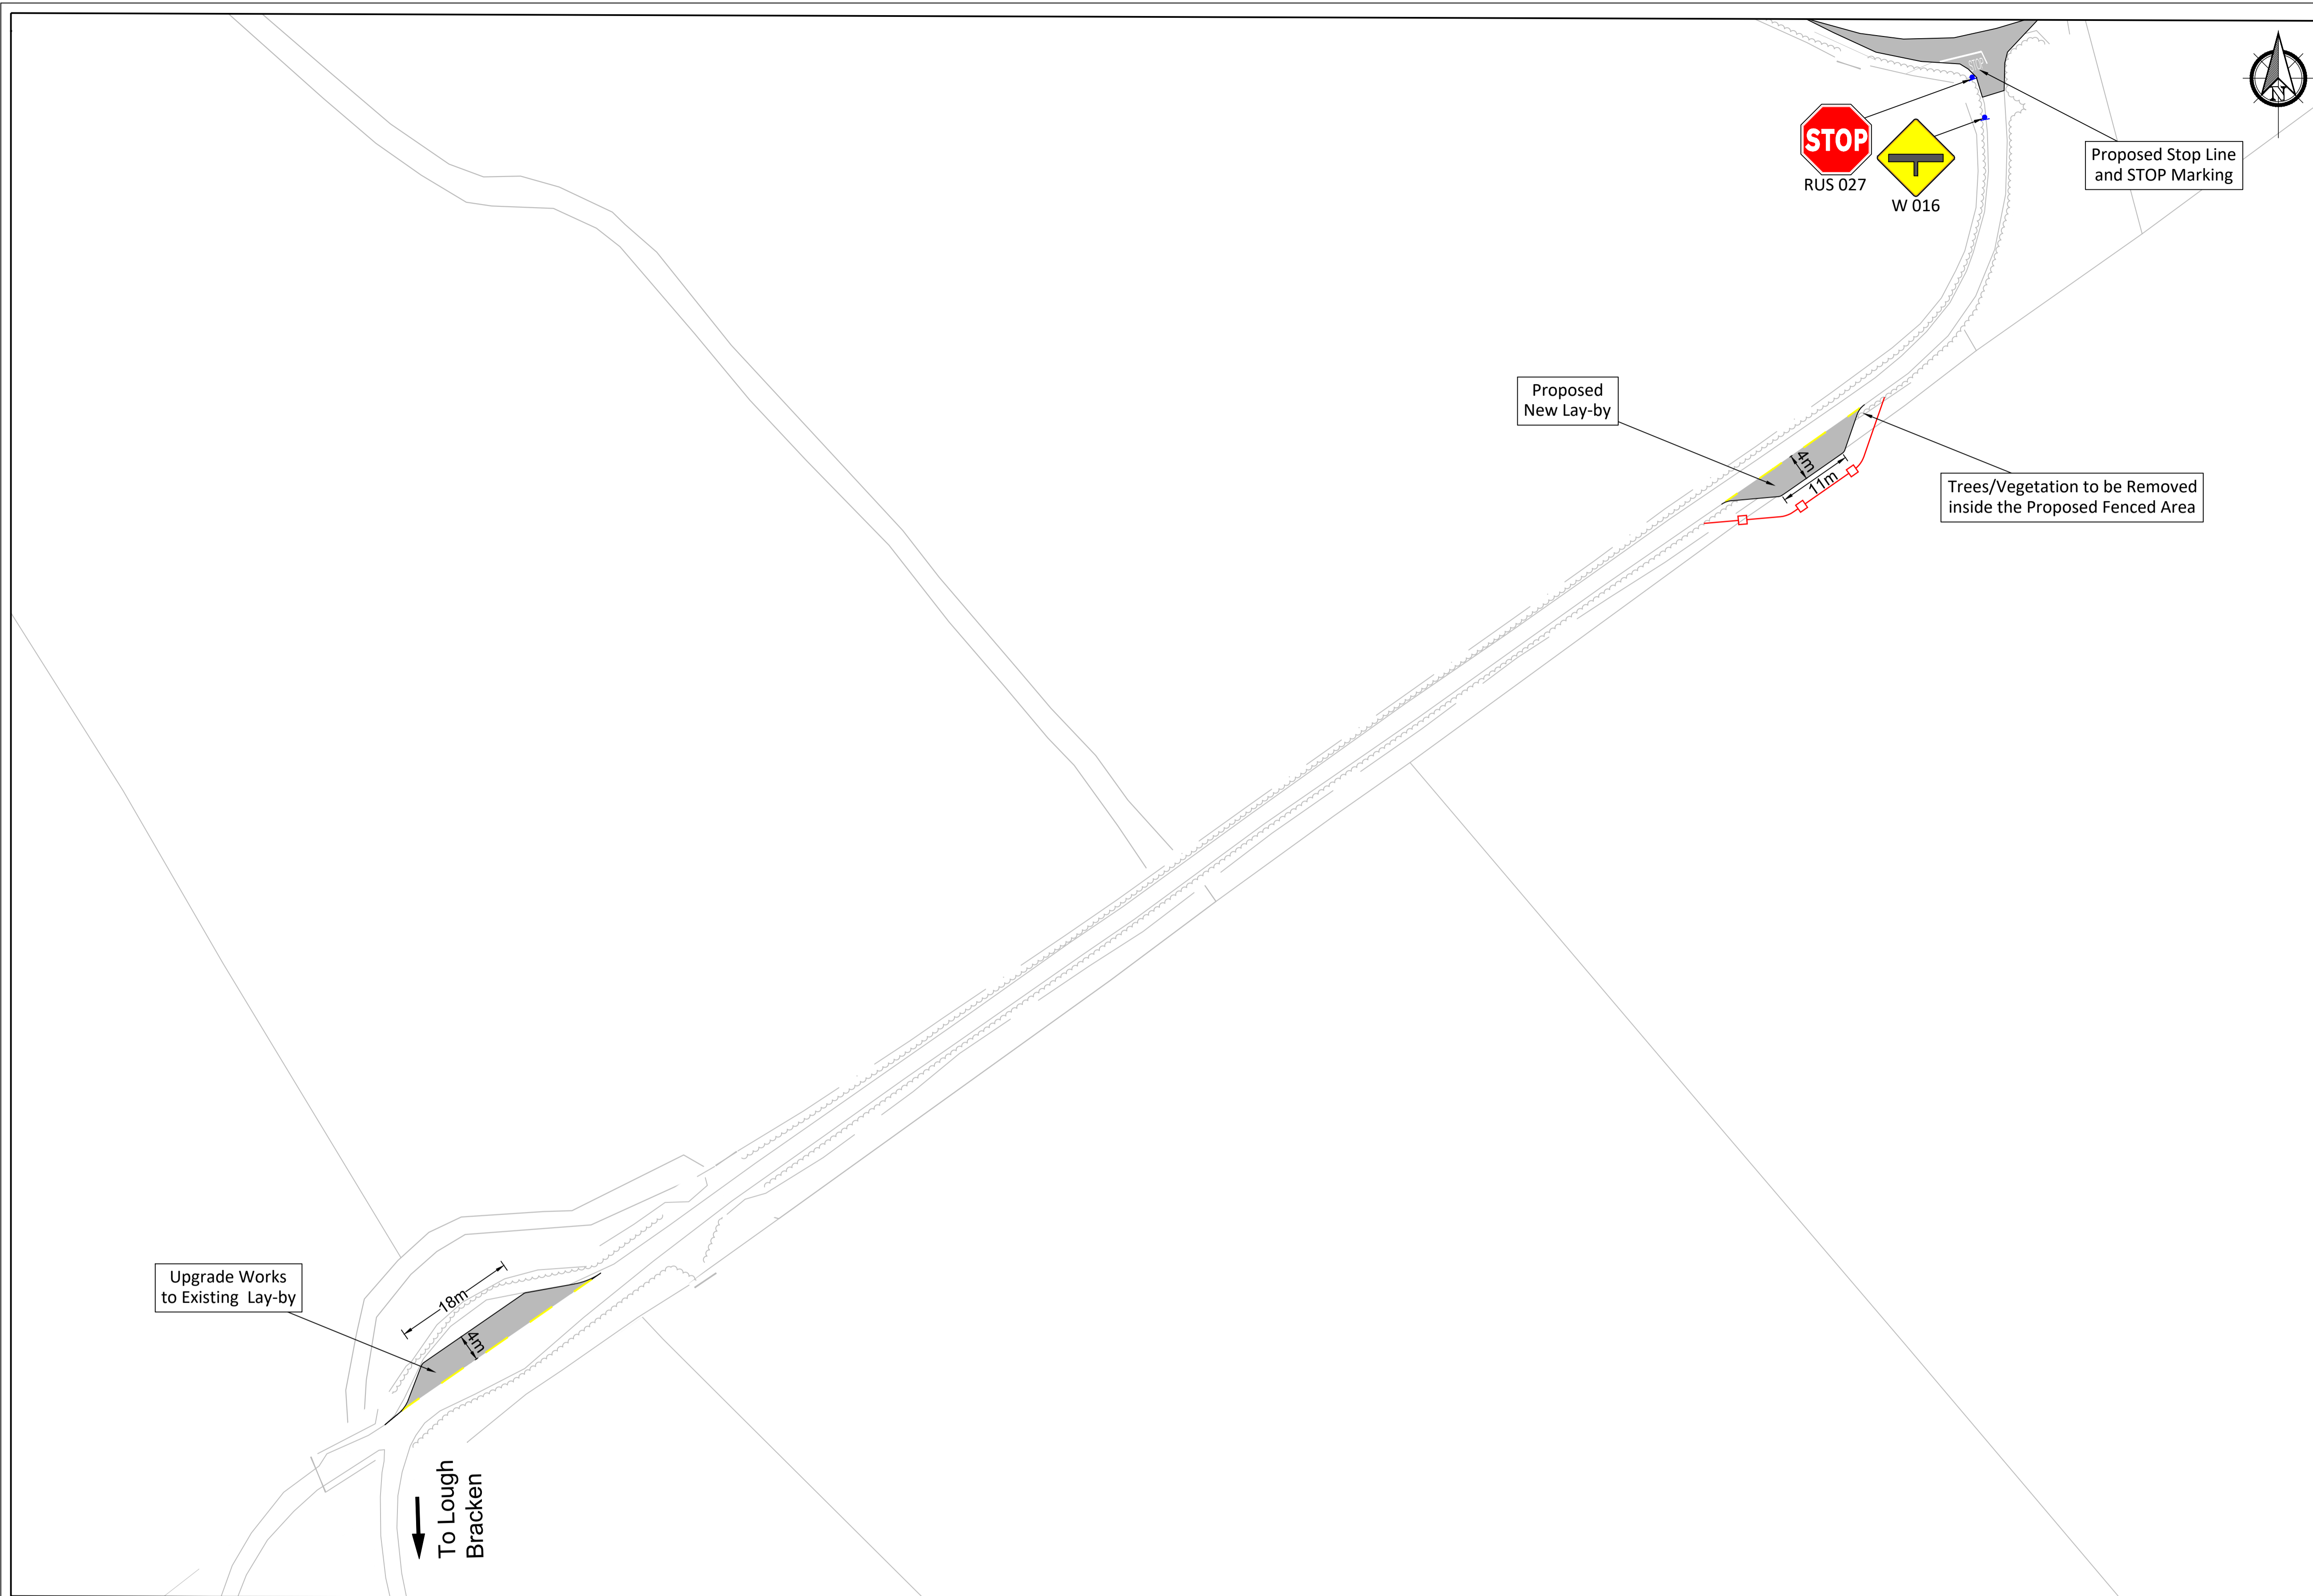 STOP
N
STOP
RUS 027
W 016
Proposed Stop Line
and STOP Marking
Proposed
New Lay-by
4m
11m
Trees/Vegetation to be Removed
inside the Proposed Fenced Area
Upgrade Works
to Existing Lay-by
18m
4m
To Lough
Bracken